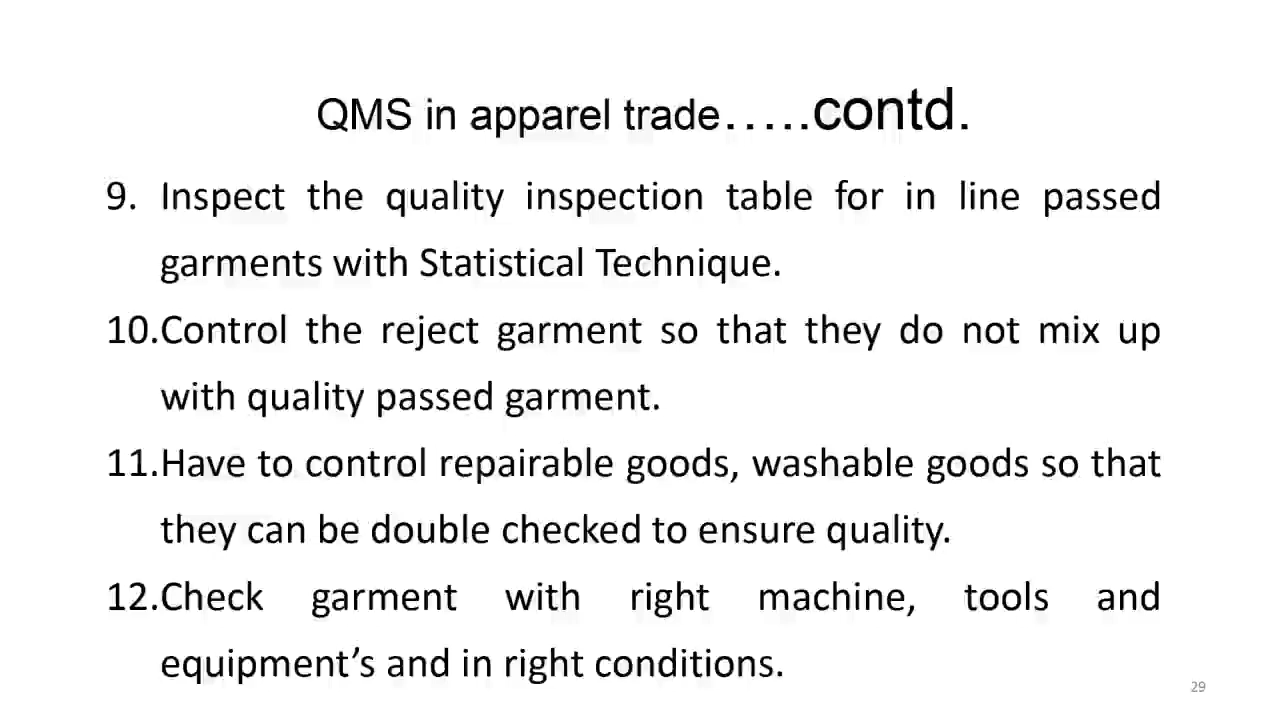 QMS in apparel trade…..contd.
9. Inspect the quality inspection table for in line passed
garments with Statistical Technique.
10.Control the reject garment so that they do not mix up
with quality passed garment.
11.Have to control repairable goods, washable goods so that
they can be double checked to ensure quality.
12.Check garment with right machine, tools and
equipment’s and in right conditions.
29